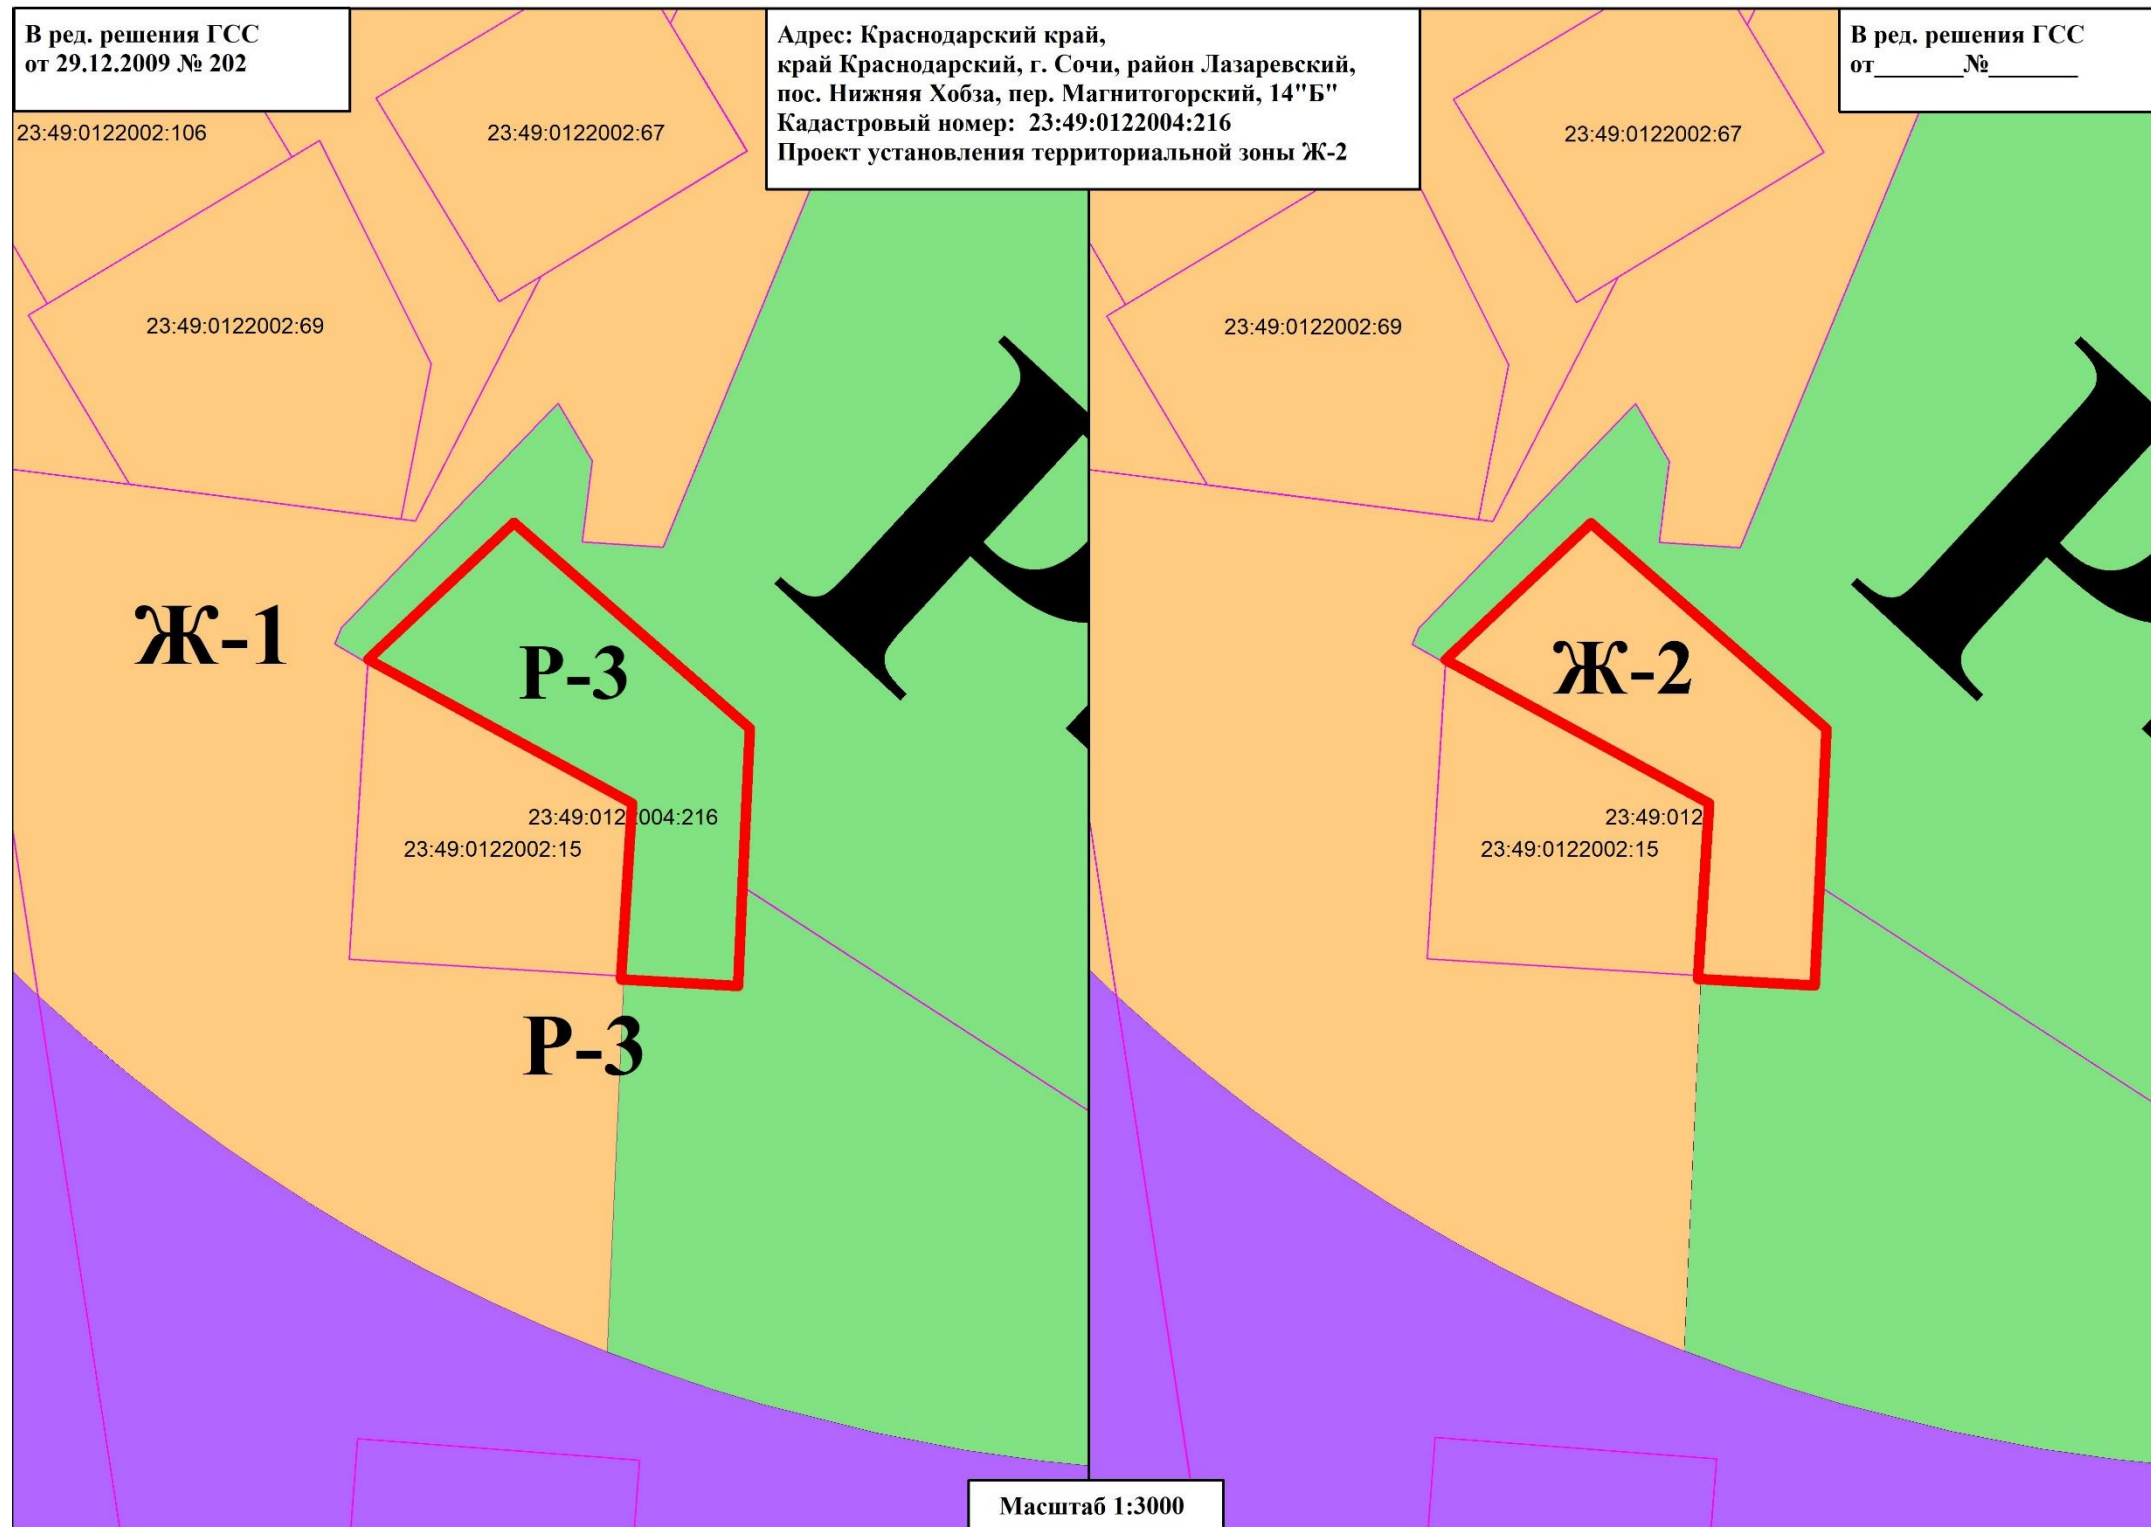 В ред. решения ГСС
от 29.12.2009 № 202
Адрес: Краснодарский край,
край Краснодарский, г. Сочи, район Лазаревский,
пос. Нижняя Хобза, пер. Магнитогорский, 14"Б"
Кадастровый номер: 23:49:0122004:216
Проект установления территориальной зоны Ж-2
В ред. решения ГСС
от________№_______
23:49:0122002:106
23:49:0122002:67
23:49:0122002:69
Ж-1
Р-3
23:49:012 004:216
23:49:0122002:15
Р-3
23:49:0122002:67
23:49:0122002:69
Ж-2
23:49:012
23:49:0122002:15
Масштаб 1:3000